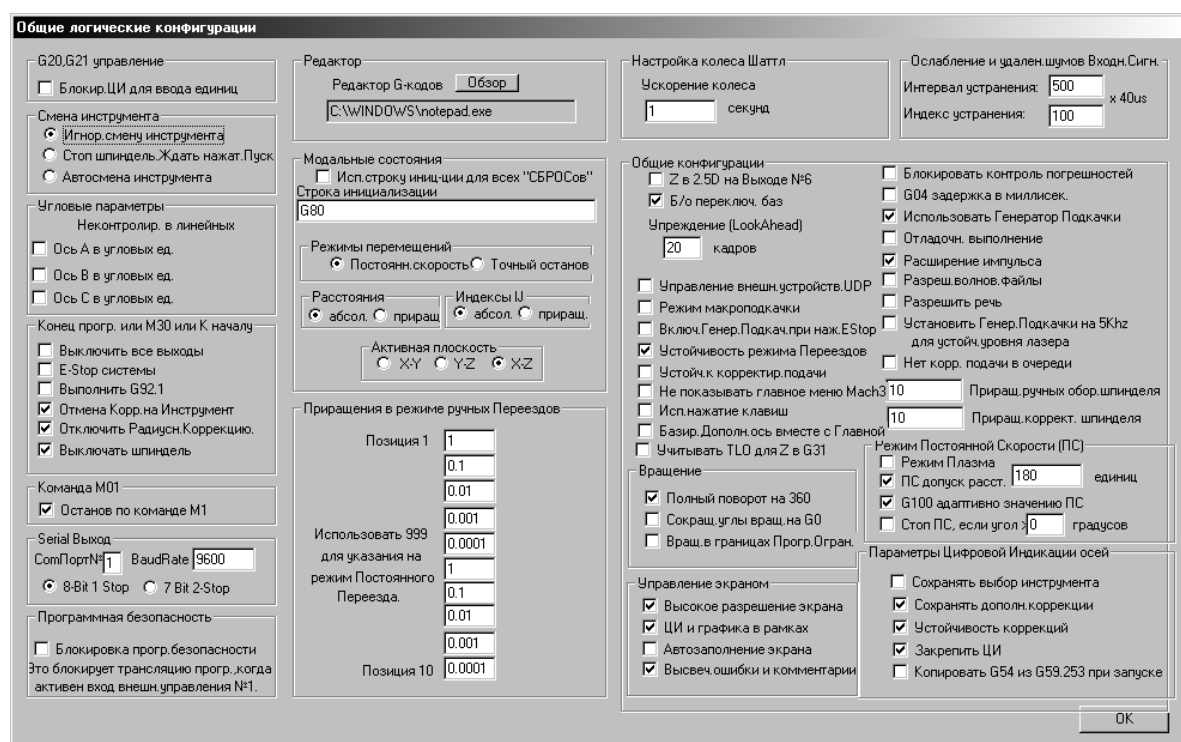 Общие логические конфигурации
G20,G21 управление
Блокир.ЦИ для ввода единиц
Смена инструмента
Игнор.смену инструмента
Стоп шпиндель.Ждать нажат.Пуск
Автосмена инструмента
Угловые параметры
Неконтролир. в линейных
Ось A в угловых ед.
Ось B в угловых ед.
Ось C в угловых ед.
Конец прогр. или M30 или К началу
Выключить все выходы
E-Stop системы
Выполнить G92.1
Отмена Корр.на Инструмент
Отключить Радиусн.Коррекцию.
Выключать шпиндель
Команда M01
Останов по команде M1
Serial Выход
ComПорт№ 1 BaudRate 9600
8-Bit 1 Stop 7 Bit 2-Stop
Программная безопасность
Блокировка прогр.безопасности
Это блокирует трансляцию прогр.,когда
активен вход внешн.управления №1.
Редактор
Редактор G-кодов Обзор
C:\WINDOWS\notepad.exe
Модальные состояния
Исп.строку иниц-ции для всех "СБРОСов"
Строка инициализации
G80
Режимы перемещений
Постоянн.скорость Точный останов
Расстояния
абсол. приращ
Индексы IJ
абсол. приращ.
Активная плоскость
X-Y Y-Z X-Z
Приращения в режиме ручных Переездов
Позиция 1 1
0.1
0.01
0.001
0.0001
1
0.1
0.01
0.001
Использовать 999
для указания на
режим Постоянного
Переезда.
Позиция 10 0.0001
Настройка колеса Шаттл
Ускорение колеса
1 секунд
Ослабление и удален.шумов Входн.Сигн.
Интервал устранения: 500
x 40us
Индекс устранения: 100
Общие конфигурации
Z в 2.5D на Выходе №6
Б/о переключ. баз
Упреждение (LookAhead)
20 кадров
Управление внешн.устройств.UDP
Режим макроподкачки
Включ.Генер.Подкач.при наж.EStop
Устойчивость режима Переездов
Устойч.к корректир.подачи
Не показывать главное меню Mach3
Исп.нажатие клавиш
Базир.Дополн.ось вместе с Главной
Учитывать TLO для Z в G31
Блокировать контроль погрешностей
G04 задержка в миллисек.
Использовать Генератор Подкачки
Отладочн. выполнение
Расширение импульса
Разреш.волнов.файлы
Разрешить речь
Установить Генер.Подкачки на 5Khz
для устойч.уровня лазера
Нет корр. подачи в очереди
10 Приращ.ручных обор.шпинделя
10 Приращ.коррект. шпинделя
Вращение
Полный поворот на 360
Сокращ.углы вращ.на G0
Вращ.в границах Прогр.Огран.
Управление экраном
Высокое разрешение экрана
ЦИ и графика в рамках
Автозаполнение экрана
Высвеч.ошибки и комментарии
Режим Постоянной Скорости (ПС)
Режим Плазма
ПС допуск расст. 180 единиц
G100 адаптивно значению ПС
Стоп ПС, если угол > 0 градусов
Параметры Цифровой Индикации осей
Сохранять выбор инструмента
Сохранять дополн.коррекции
Устойчивость коррекций
Закрепить ЦИ
Копировать G54 из G59.253 при запуске
OK